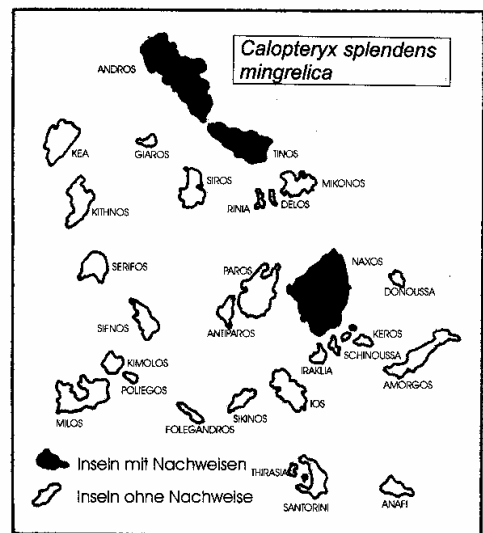 Calopteryx splendens
mingrelica
ANDROS
TINOS
KEA
GIAROS
SIROS
MIKONOS
RINIA
DELOS
KITHNOS
SERIFOS
PAROS
NAXOS
DONOUSSA
SIFNOS
ANTIPAROS
KEROS
SCHINOUSSA
IRAKLIA
AMORGOS
KIMOLOS
POLIEGOS
MILOS
FOLEGANDROS
SIKINOS
IOS
Inseln mit Nachweisen
THIRASIA
Inseln ohne Nachweise
SANTORINI
ANAFI